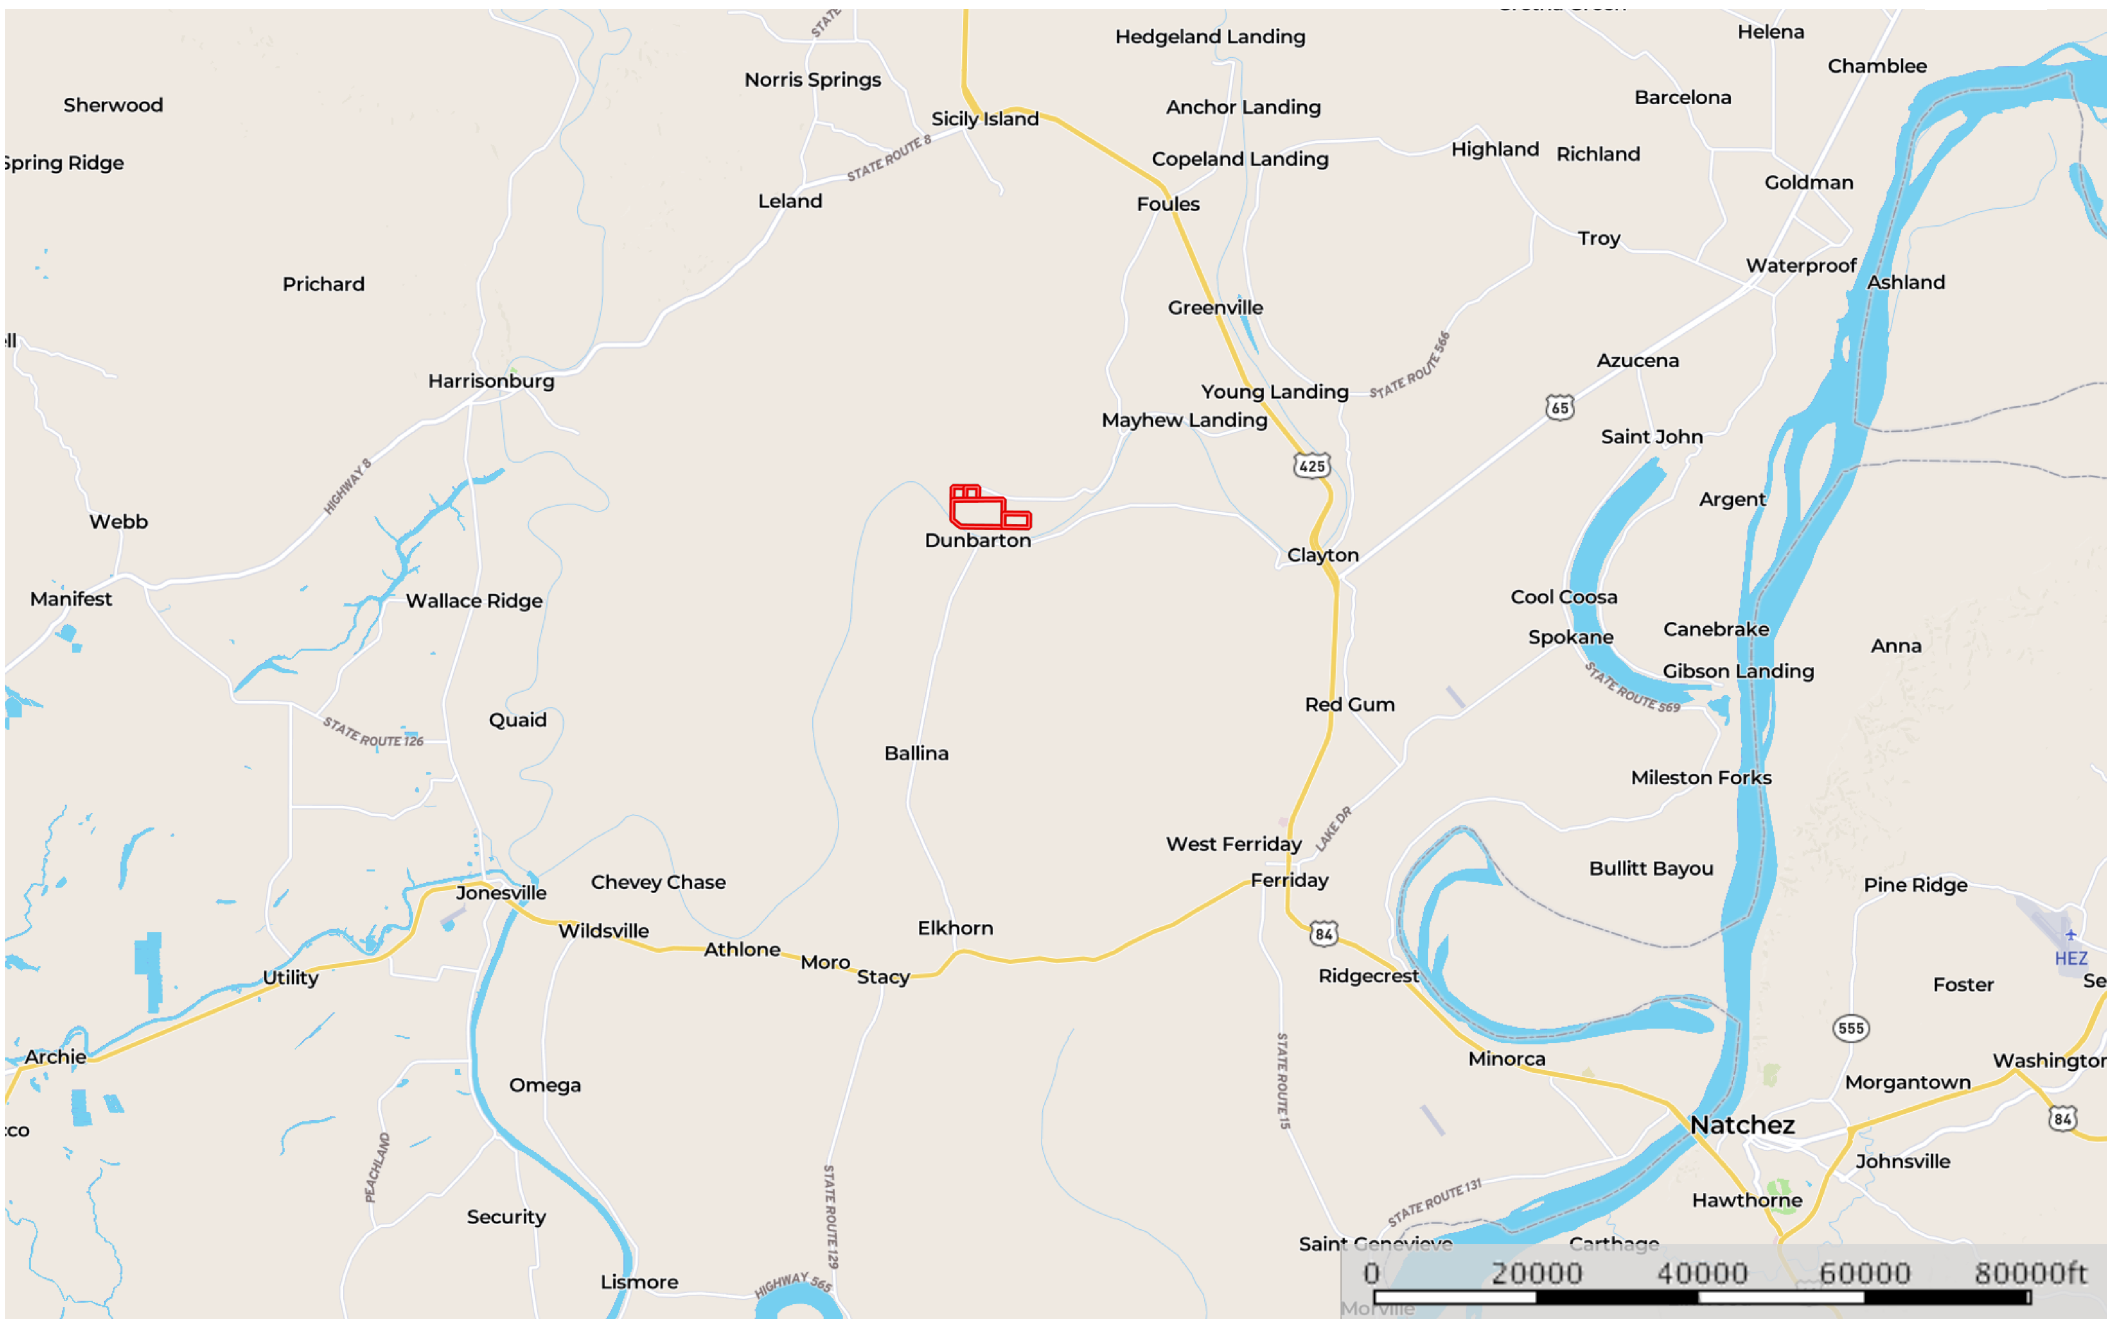 Helena
Hedgeland Landing
Chamblee
Norris Springs
Barcelona
Sherwood
Anchor Landing
Sicily Island
STATE ROUTE 8
Highland
Richland
Copeland Landing
Spring Ridge
Goldman
Leland
Foules
Troy
Waterproof
Ashland
Prichard
Greenville
STATE ROUTE 566
Azucena
Harrisonburg
Young Landing
65
Mayhew Landing
Saint John
425
HIGHWAY 8
Argent
Webb
Dunbarton
Clayton
Manifest
Wallace Ridge
Cool Coosa
Canebrake
Spokane
Anna
Gibson Landing
STATE ROUTE 569
Red Gum
Quaid
STATE ROUTE 126
Ballina
Mileston Forks
LAKE DR
West Ferriday
Bullitt Bayou
Chevey Chase
Ferriday
Pine Ridge
Jonesville
Elkhorn
Wildsville
84
Athlone
Moro
HEZ
Stacy
Ridgecrest
Utility
Foster
Se
555
Archie
Minorca
Washington
STATE ROUTE 15
Omega
Morgantown
84
Natchez
cco
PEACHLAND
Johnsville
STATE ROUTE 129
STATE ROUTE 131
Hawthorne
Security
Saint Genevieve
Carthage
Lismore
HIGHWAY 565
0 20000 40000 60000 80000ft
Morville